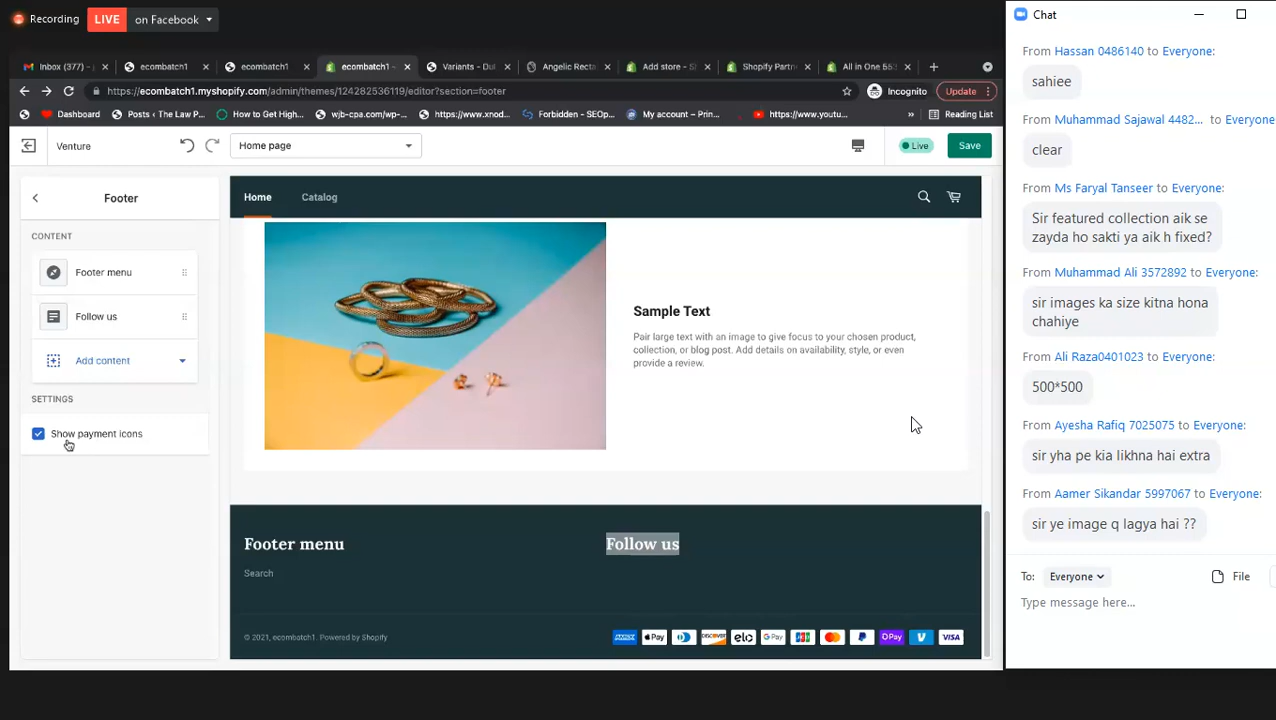 Recording
LIVE on Facebook
Chat
Inbox (377) –
ecombatch1
ecombatch1
ecombatch1 ~
Variants - Du
Angelic Recta
Add store - S
Shopify Partn
All in One 55
https://ecombatch1.myshopify.com/admin/themes/124282536119/editor?section=footer
Incognito
Update
Dashboard
Posts ‹ The Law P...
How to Get High...
wjb-cpa.com/wp-...
https://www.xnod...
Forbidden - SEOp...
My account – Prin...
https://www.youtu...
»
Reading List
Venture
Home page
Live
Save
Footer
CONTENT
Footer menu
Follow us
Add content
SETTINGS
Show payment icons
Home
Catalog
Sample Text
Pair large text with an image to give focus to your chosen product,
collection, or blog post. Add details on availability, style, or even
provide a review.
Footer menu
Search
Follow us
© 2021, ecombatch1. Powered by Shopify
Pay
DISCOVER
elo
G Pay
JCB
Pay
VISA
From Hassan 0486140 to Everyone:
sahiee
From Muhammad Sajawal 4482... to Everyone
clear
From Ms Faryal Tanseer to Everyone:
Sir featured collection aik se
zayda ho sakti ya aik h fixed?
From Muhammad Ali 3572892 to Everyone:
sir images ka size kitna hona
chahiye
From Ali Raza0401023 to Everyone:
500*500
From Ayesha Rafiq 7025075 to Everyone:
sir yha pe kia likhna hai extra
From Aamer Sikandar 5997067 to Everyone:
sir ye image q lagya hai ??
To: Everyone
File
Type message here...